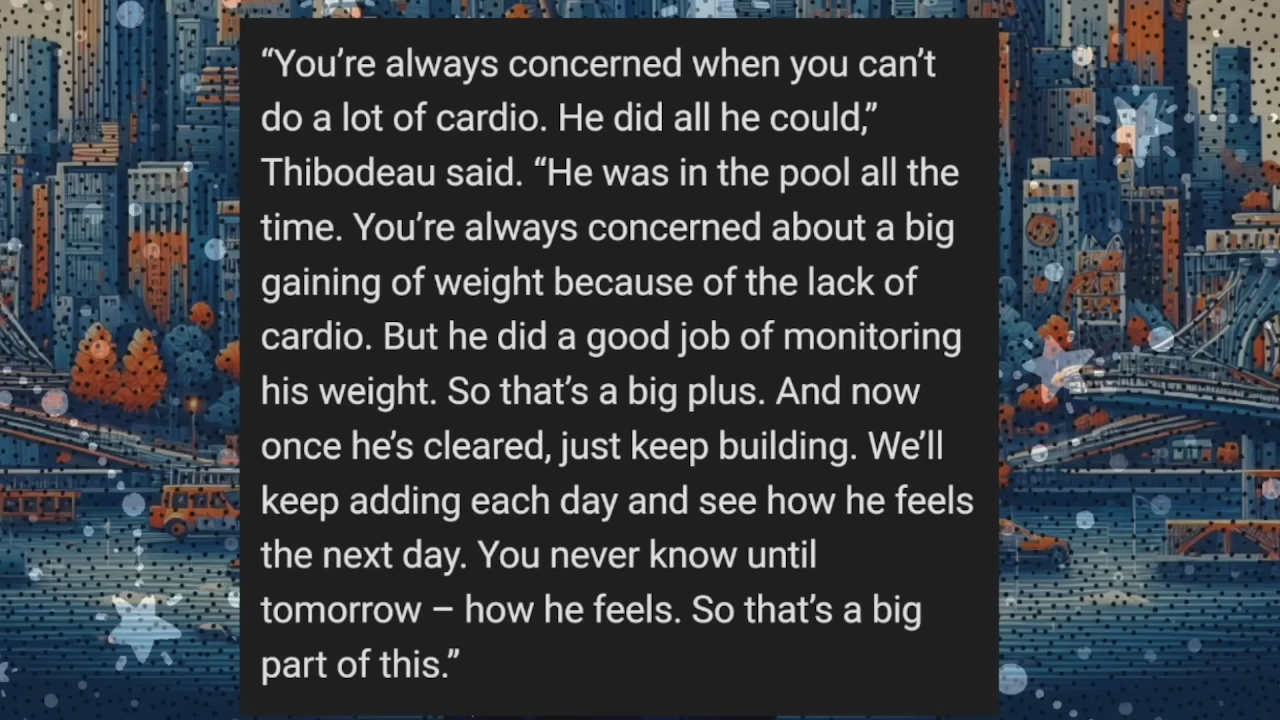 “You’re always concerned when you can’t
do a lot of cardio. He did all he could,”
Thibodeau said. “He was in the pool all the
time. You’re always concerned about a big
gaining of weight because of the lack of
cardio. But he did a good job of monitoring
his weight. So that’s a big plus. And now
once he’s cleared, just keep building. We’ll
keep adding each day and see how he feels
the next day. You never know until
tomorrow – how he feels. So that’s a big
part of this.”